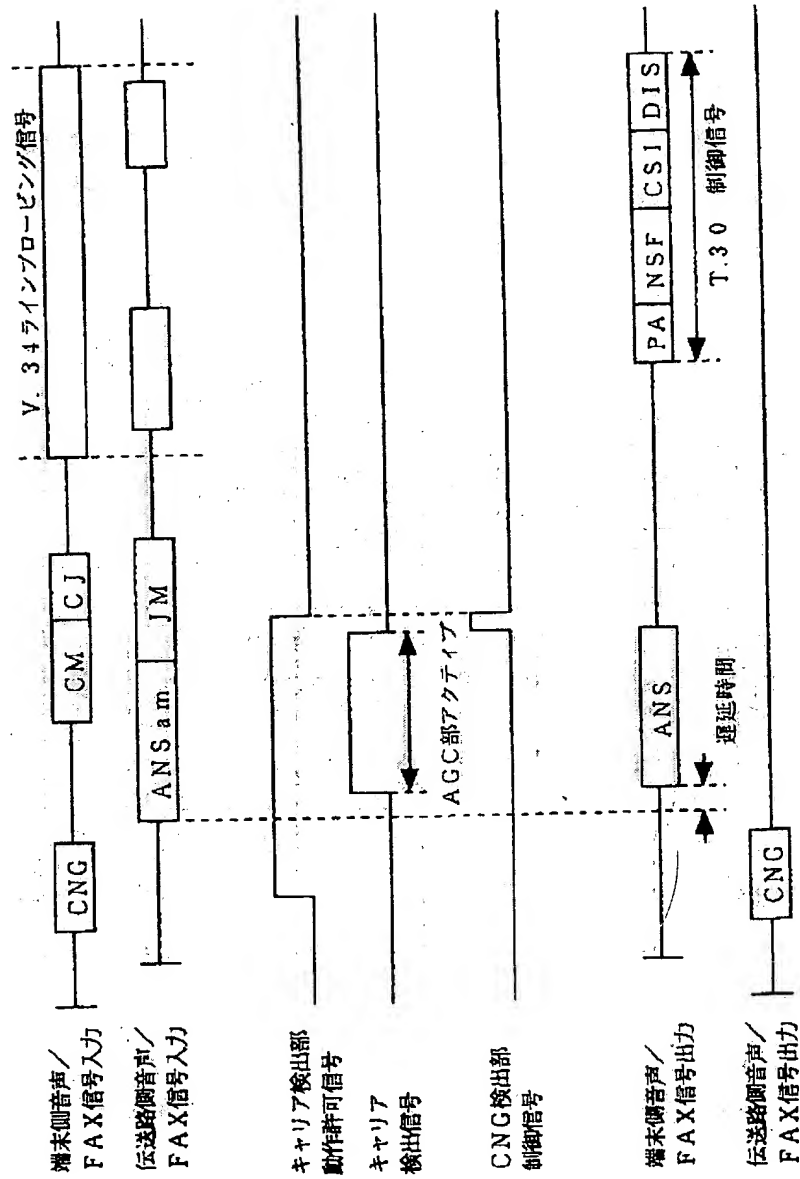 端末側音声／
ＦＡＸ信号入力
CNG
CM
CJ
V. 34ラインプロービング信号
伝送路側音声／
ＦＡＸ信号入力
ANSam
JM
キャリア検出部
動作許可信号
キャリア
検出信号
AGC部アクティブ
CNG検出部
制御信号
端末側音声／
ＦＡＸ信号出力
ANS
遅延時間
PA
NSF
CSI
DIS
T.30 制御信号
伝送路側音声／
ＦＡＸ信号出力
CNG